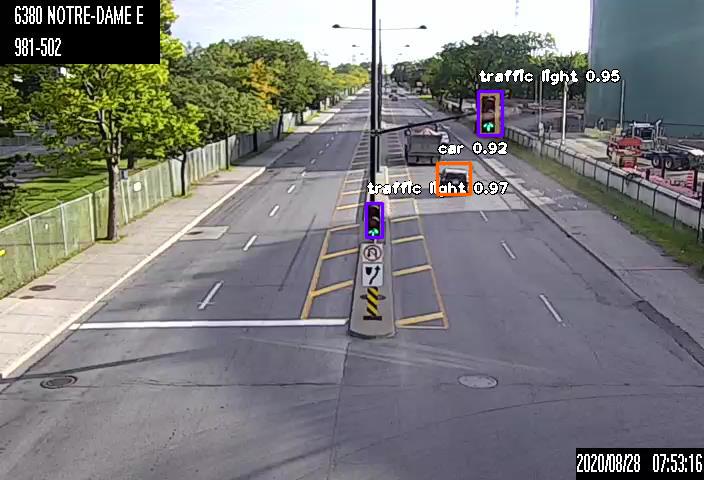 6380 NOTRE-DAME E
981-502
traffic light 0.95
car 0.92
traffic light 0.97
2020/08/28 07:53:16